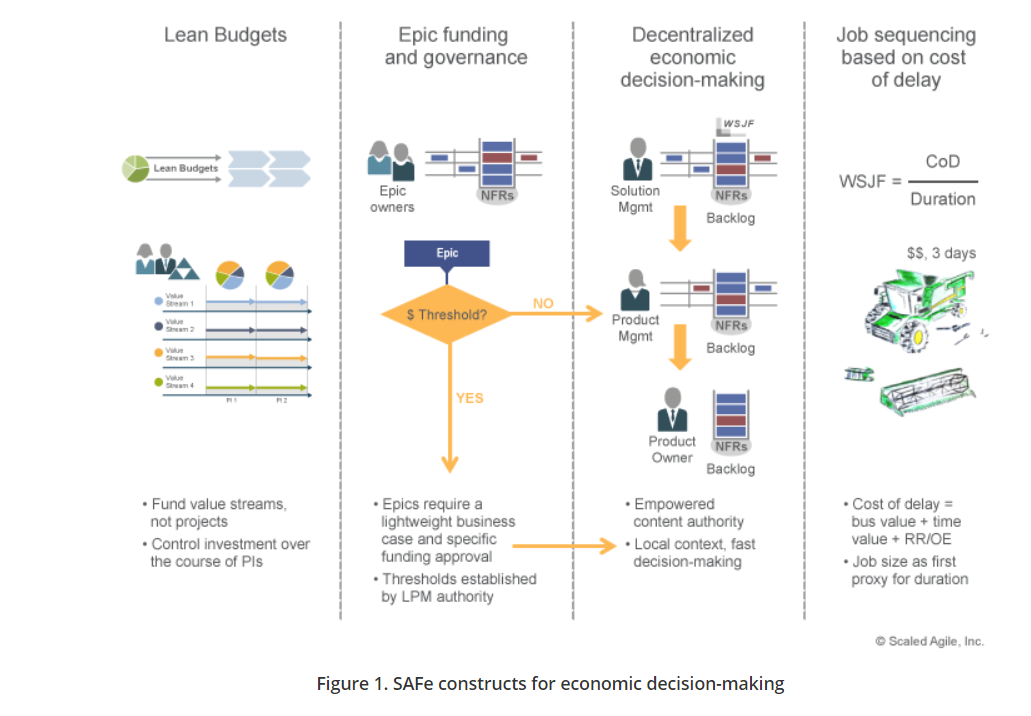 Lean Budgets
Lean Budgets
Value
Stream 1
Value
Stream 2
Value
Stream 3
Value
Stream 4
PI 1
PI 2
• Fund value streams,
not projects
• Control investment over
the course of PIs
Epic funding
and governance
Epic
owners
NFRs
Epic
$ Threshold?
NO
YES
• Epics require a
lightweight business
case and specific
funding approval
• Thresholds established
by LPM authority
Decentralized
economic
decision-making
WSJF
Solution
Mgmt
NFRs
Backlog
Product
Mgmt
NFRs
Backlog
Product
Owner
NFRs
Backlog
• Empowered
content authority
• Local context, fast
decision-making
Job sequencing
based on cost
of delay
WSJF = CoD
Duration
$$, 3 days
• Cost of delay =
bus value + time
value + RR/OE
• Job size as first
proxy for duration
© Scaled Agile, Inc.
Figure 1. SAFe constructs for economic decision-making